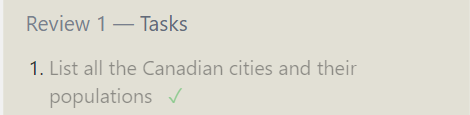 Review 1 — Tasks
1. List all the Canadian cities and their
populations ✓